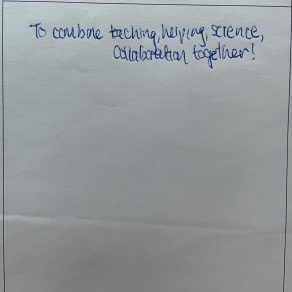 To combine teaching, helping, science,
collaboration together!